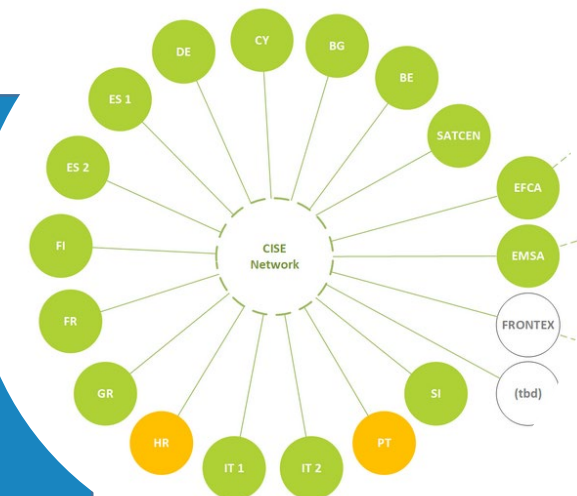 CY
DE
BG
BE
ES 1
SATCEN
ES 2
EFCA
FI
CISE
Network
EMSA
FR
FRONTEX
GR
SI
(tbd)
HR
PT
IT 1
IT 2